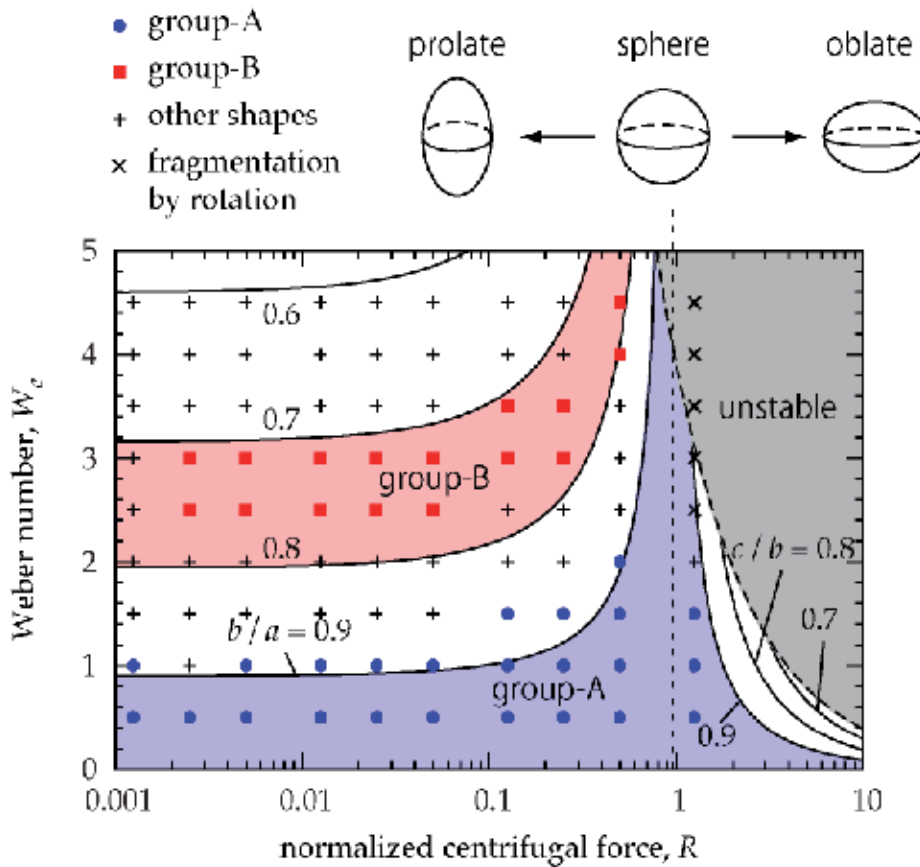 group-A
group-B
other shapes
fragmentation
by rotation
prolate
sphere
oblate
5
4
3
2
1
0
Weber number, W_e
0.6
0.7
group-B
0.8
b / a = 0.9
group-A
unstable
c / b = 0.8
0.7
0.9
0.001
0.01
0.1
1
10
normalized centrifugal force, R